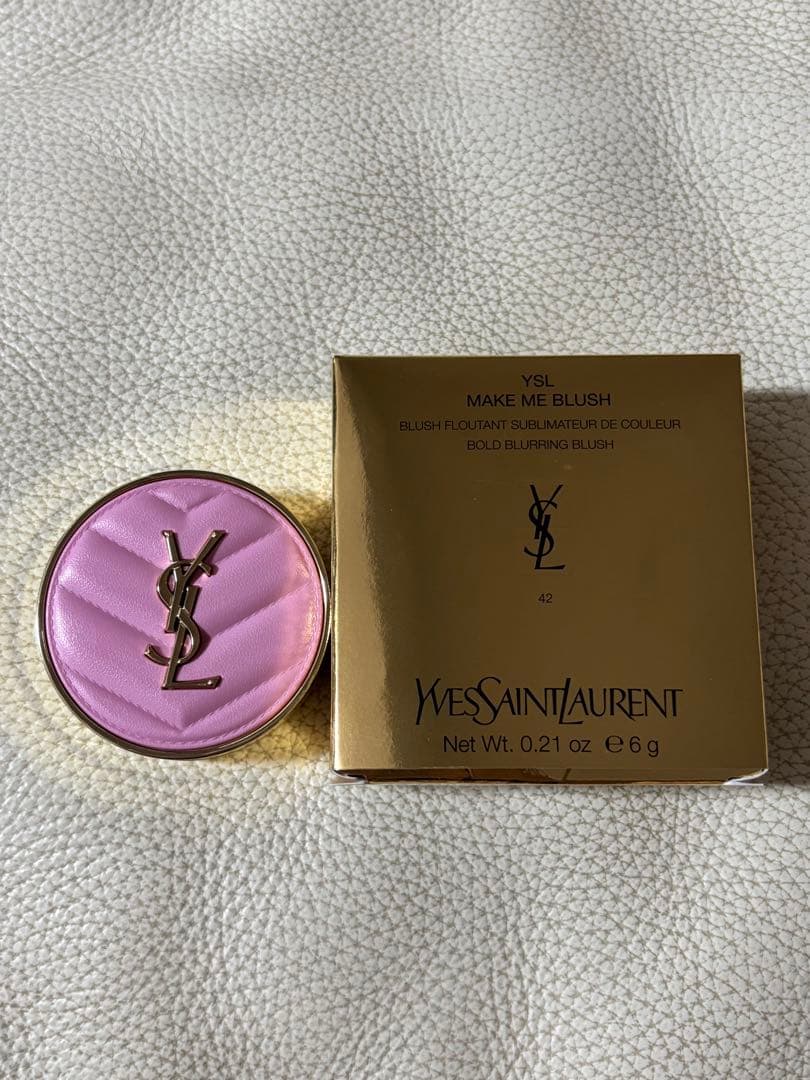 YSL
YSL
MAKE ME BLUSH
BLUSH FLOUTANT SUBLIMATEUR DE COULEUR
BOLD BLURRING BLUSH
YSL
42
YVESSAINTLAURENT
Net Wt. 0.21 oz ℮ 6 g